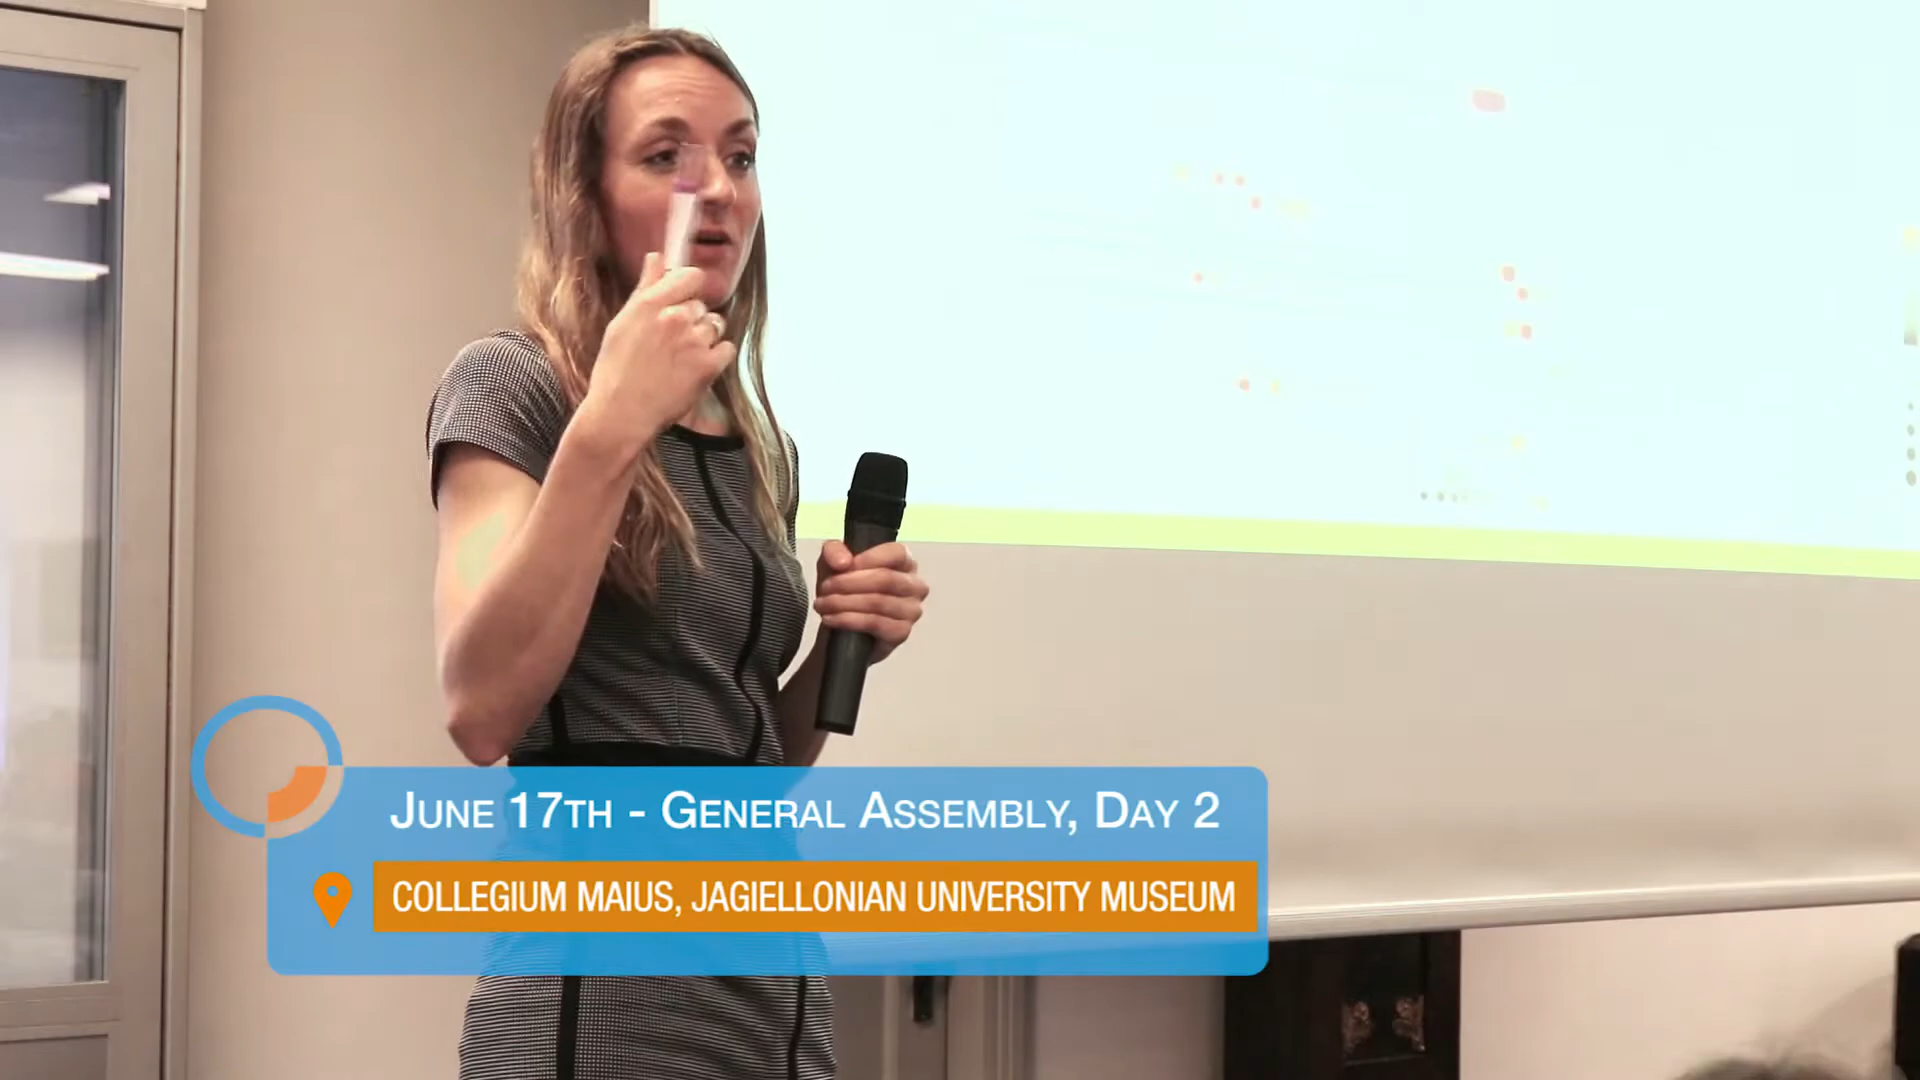 June 17th - General Assembly, Day 2
COLLEGIUM MAIUS, JAGIELLONIAN UNIVERSITY MUSEUM